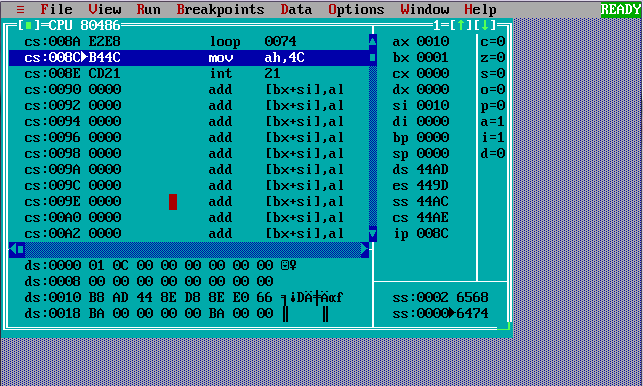 ≡ File View Run Breakpoints Data Options Window Help READY
[■]=CPU 80486 1=[↑][↓]
cs:008A E2E8 loop 0074 ax 0010 c=0
cs:008C►B44C mov ah,4C bx 0001 z=0
cs:008E CD21 int 21 cx 0000 s=0
cs:0090 0000 add [bx+si],al dx 0000 o=0
cs:0092 0000 add [bx+si],al si 0010 p=0
cs:0094 0000 add [bx+si],al di 0000 a=1
cs:0096 0000 add [bx+si],al bp 0000 i=1
cs:0098 0000 add [bx+si],al sp 0000 d=0
cs:009A 0000 add [bx+si],al ds 44AD
cs:009C 0000 add [bx+si],al es 449D
cs:009E 0000 add [bx+si],al ss 44AC
cs:00A0 0000 add [bx+si],al cs 44AE
cs:00A2 0000 add [bx+si],al ip 008C
ds:0000 01 0C 00 00 00 00 00 00 ☺♀
ds:0008 00 00 00 00 00 00 00 00
ds:0010 B8 AD 44 8E D8 8E E0 66 ╕¡DÄ╪Äαf ss:0002 6568
ds:0018 BA 00 00 00 00 BA 00 00 ║ ║ ss:0000►6474